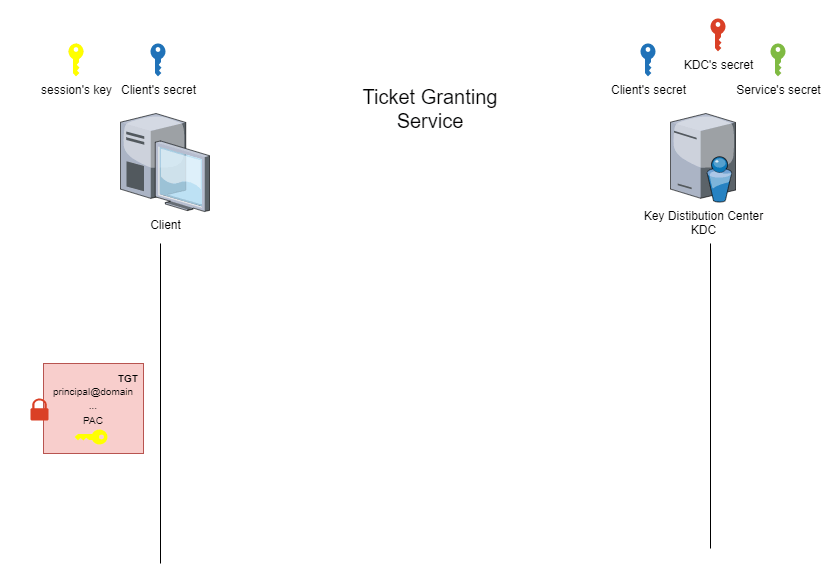 KDC's secret
session's key
Client's secret
Client's secret
Service's secret
Ticket Granting
Service
Client
Key Distibution Center
KDC
TGT
principal@domain
...
PAC